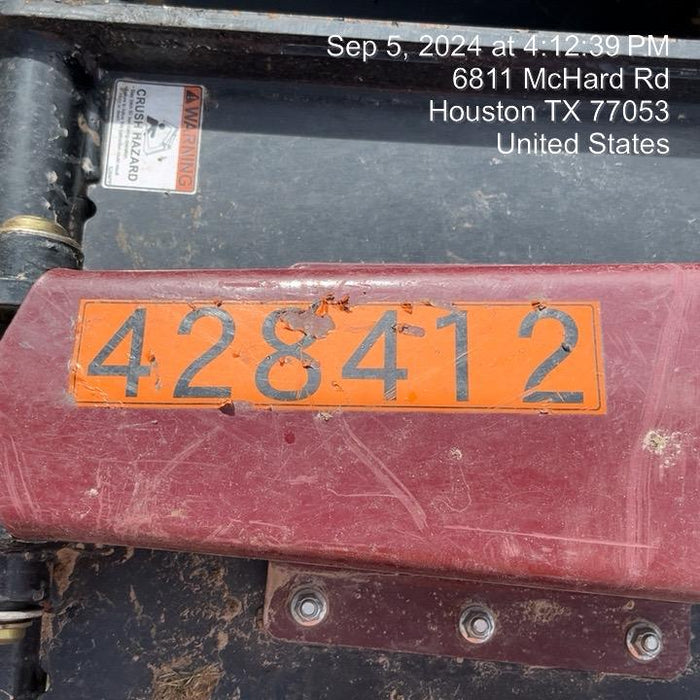 Sep 5, 2024 at 4:12:39 PM
6811 McHard Rd
Houston TX 77053
United States
WARNING
CRUSH HAZARD
428412